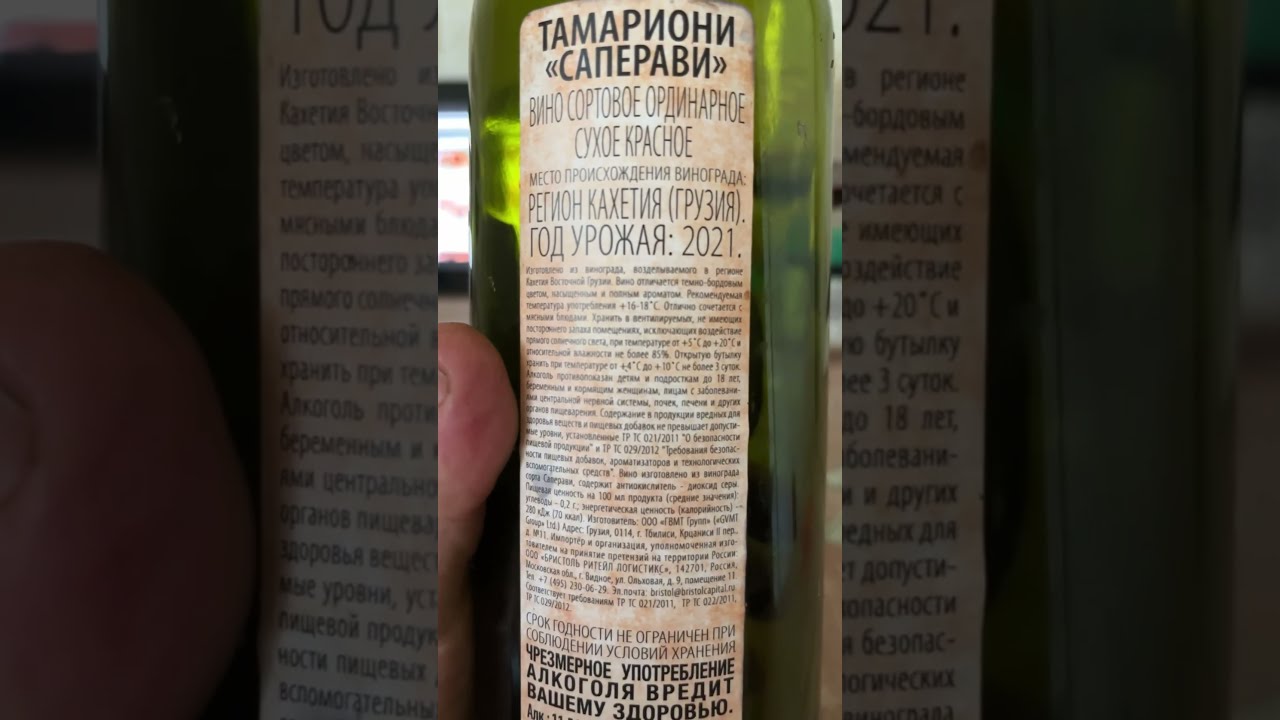 ТАМАРИОНИ
«САПЕРАВИ»
ВИНО СОРТОВОЕ ОРДИНАРНОЕ
СУХОЕ КРАСНОЕ
МЕСТО ПРОИСХОЖДЕНИЯ ВИНОГРАДА:
РЕГИОН КАХЕТИЯ (ГРУЗИЯ).
ГОД УРОЖАЯ: 2021.
Изготовлено из винограда, возделываемого в регионе
Кахетия Восточной Грузии. Вино отличается темно-бордовым
цветом, насыщенным и полным ароматом. Рекомендуемая
температура употребления +16-18˚С. Отлично сочетается с
мясными блюдами. Хранить в вентилируемых, не имеющих
постороннего запаха помещениях, исключающих воздействие
прямого солнечного света, при температуре от +5˚С до +20˚С и
относительной влажности не более 85%. Открытую бутылку
хранить при температуре от +4˚С до +10˚С не более 3 суток.
Алкоголь противопоказан детям и подросткам до 18 лет,
беременным и кормящим женщинам, лицам с заболевани-
ями центральной нервной системы, почек, печени и других
органов пищеварения. Содержание в продукции вредных для
здоровья веществ и пищевых добавок не превышает допусти-
мые уровни, установленные ТР ТС 021/2011 "О безопасности
пищевой продукции" и ТР ТС 029/2012 "Требования безопас-
ности пищевых добавок, ароматизаторов и технологических
вспомогательных средств". Вино изготовлено из винограда
сорта Саперави, содержит антиокислитель - диоксид серы.
Пищевая ценность на 100 мл продукта (средние значения):
углеводы - 0,2 г.; энергетическая ценность (калорийность) –
280 кДж (70 ккал). Изготовитель: ООО «ГВМТ Групп» («GVMT
Group» Ltd.) Адрес: Грузия, 0114, г. Тбилиси, Крцаниси II пер.,
д. №11. Импортёр и организация, уполномоченная изго-
товителем на принятие претензий на территории России:
ООО «БРИСТОЛЬ РИТЕЙЛ ЛОГИСТИКС», 142701, Россия,
Московская обл., г. Видное, ул. Ольховая, д. 9, помещение 11.
Тел. +7 (495) 230-06-29. Эл.почта: bristol@bristolcapital.ru
Соответствует требованиям ТР ТС 021/2011, ТР ТС 022/2011,
ТР ТС 029/2012.
СРОК ГОДНОСТИ НЕ ОГРАНИЧЕН ПРИ
СОБЛЮДЕНИИ УСЛОВИЙ ХРАНЕНИЯ
ЧРЕЗМЕРНОЕ УПОТРЕБЛЕНИЕ
АЛКОГОЛЯ ВРЕДИТ
ВАШЕМУ ЗДОРОВЬЮ.
Алк.: